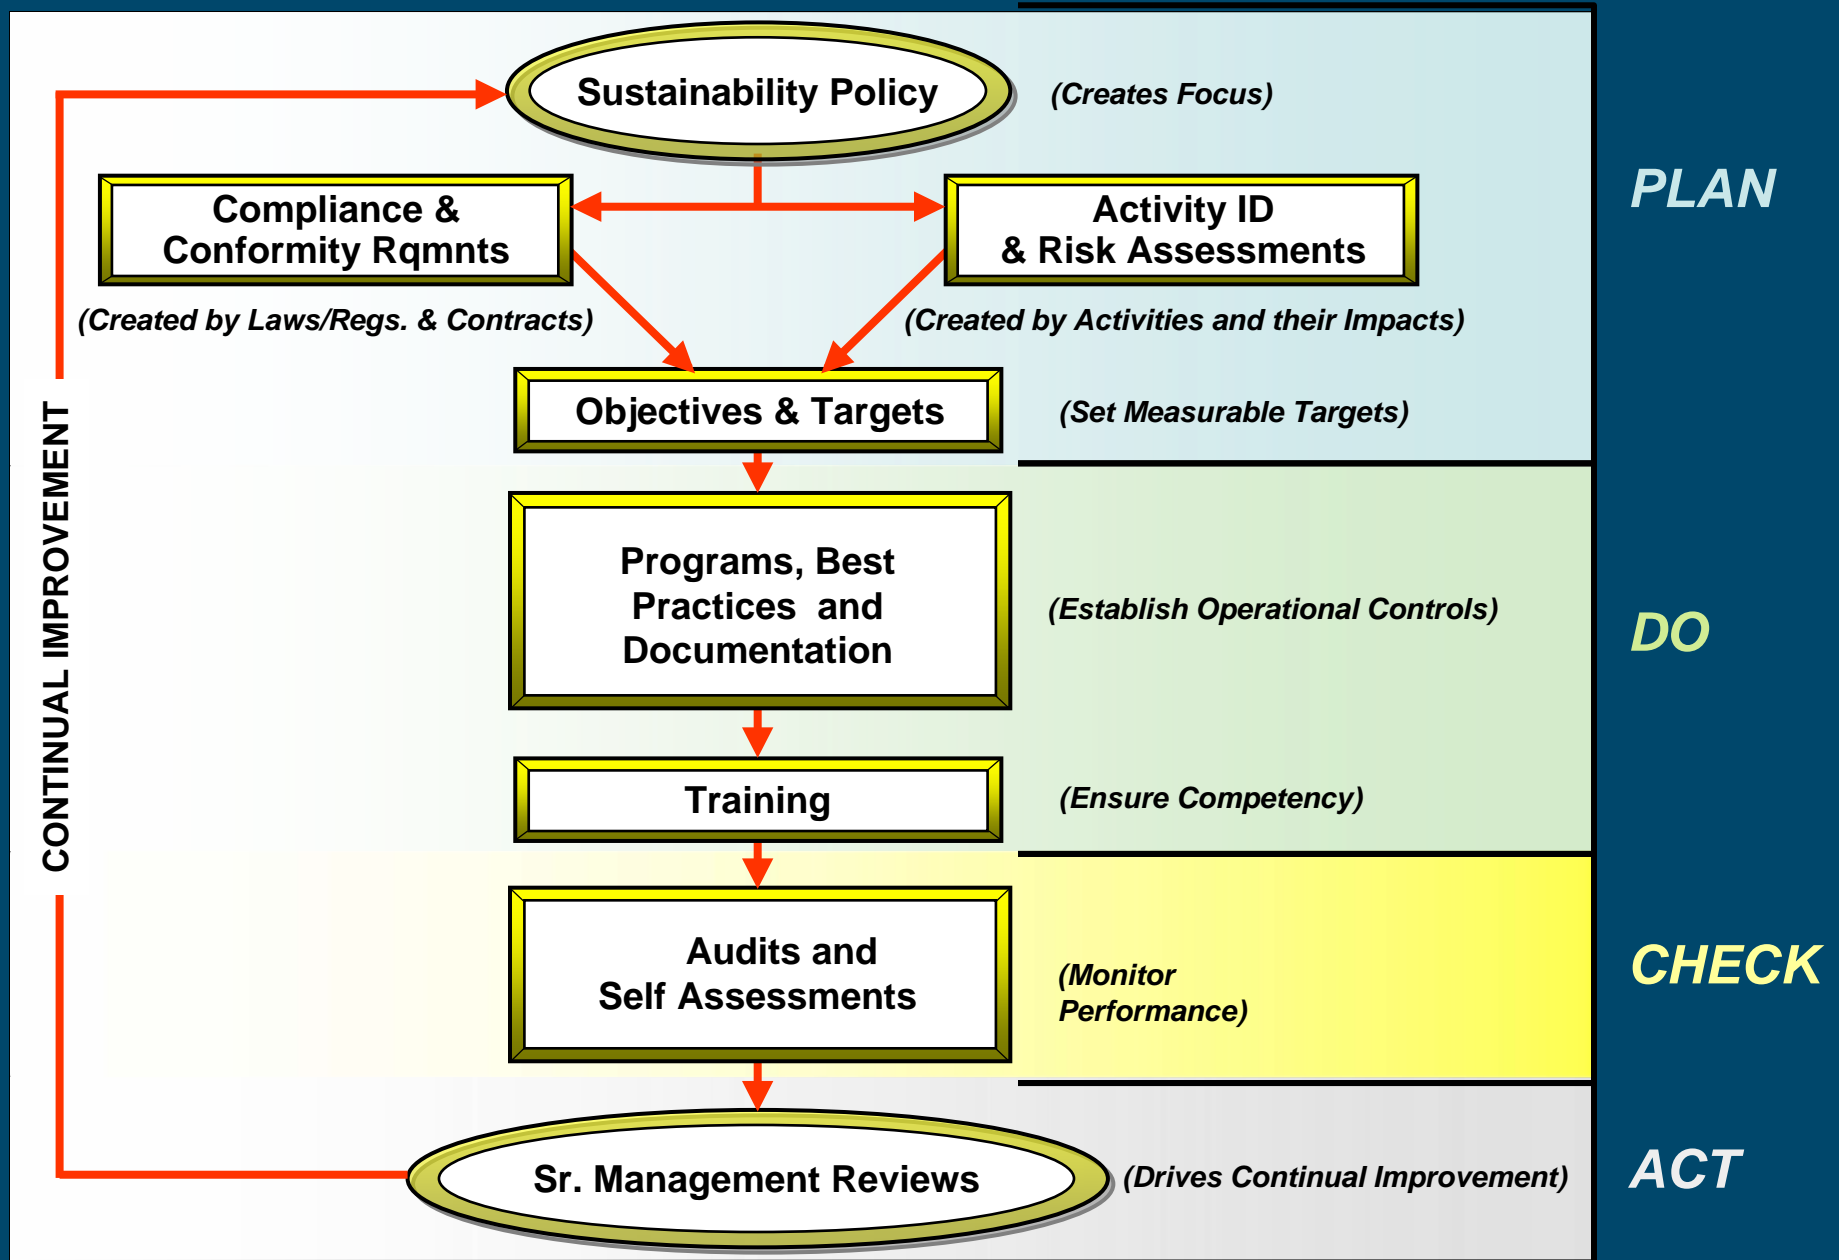 Sustainability Policy
(Creates Focus)
PLAN
Compliance &
Conformity Rqmnts
Activity ID
& Risk Assessments
(Created by Laws/Regs. & Contracts)
(Created by Activities and their Impacts)
Objectives & Targets
(Set Measurable Targets)
CONTINUAL IMPROVEMENT
Programs, Best
Practices and
Documentation
(Establish Operational Controls)
DO
Training
(Ensure Competency)
Audits and
Self Assessments
(Monitor
Performance)
CHECK
Sr. Management Reviews
(Drives Continual Improvement)
ACT